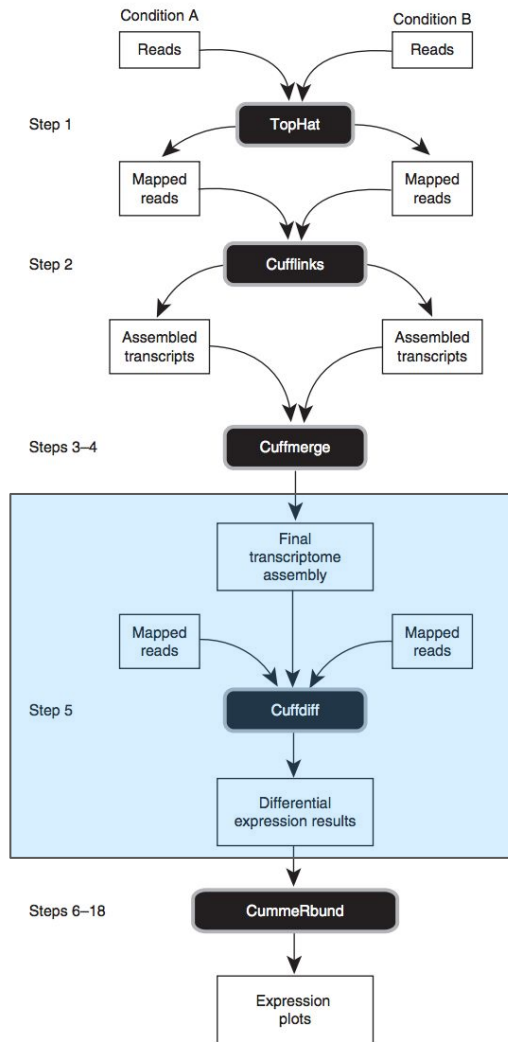 Condition A
Condition B
Reads
Reads
Step 1
TopHat
Mapped
reads
Mapped
reads
Step 2
Cufflinks
Assembled
transcripts
Assembled
transcripts
Steps 3–4
Cuffmerge
Final
transcriptome
assembly
Mapped
reads
Mapped
reads
Step 5
Cuffdiff
Differential
expression results
Steps 6–18
CummeRbund
Expression
plots